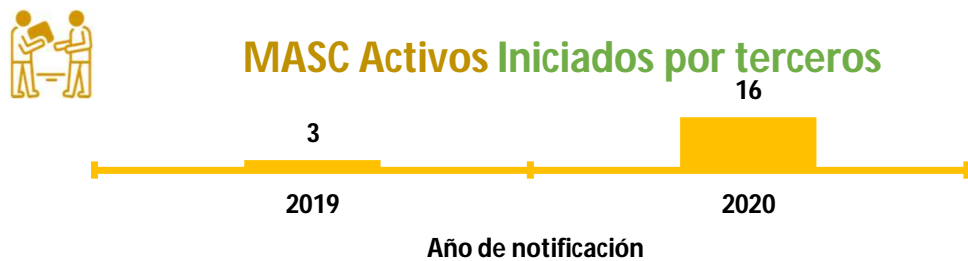 MASC Activos Iniciados por terceros
16
3
2019
2020
Año de notificación